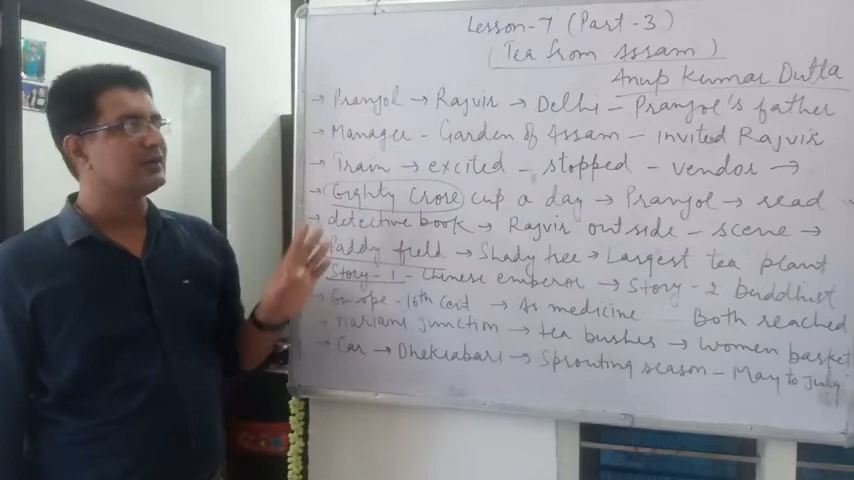 Lesson-7 (Part-3)
(Tea from Assam)
Anup Kumar Dutta
→ Pranjol → Rajvir → Delhi - Pranjol's father
→ Manager - Garden of Assam - invited Rajvir
→ Train → excited - stopped - vendor →
→ Eighty Crore cup a day → Pranjol → read
→ detective book → Rajvir outside - scene →
Paddy field → Shady tree → Largest tea plant
Story-1 - Chinese emperor → Story-2 buddhist
→ Europe - 16th Cent → As medicine Both reached
→ Mariani junction → tea bushes → Women basket
→ Car → Dhekiabari → Sprouting season - May to July